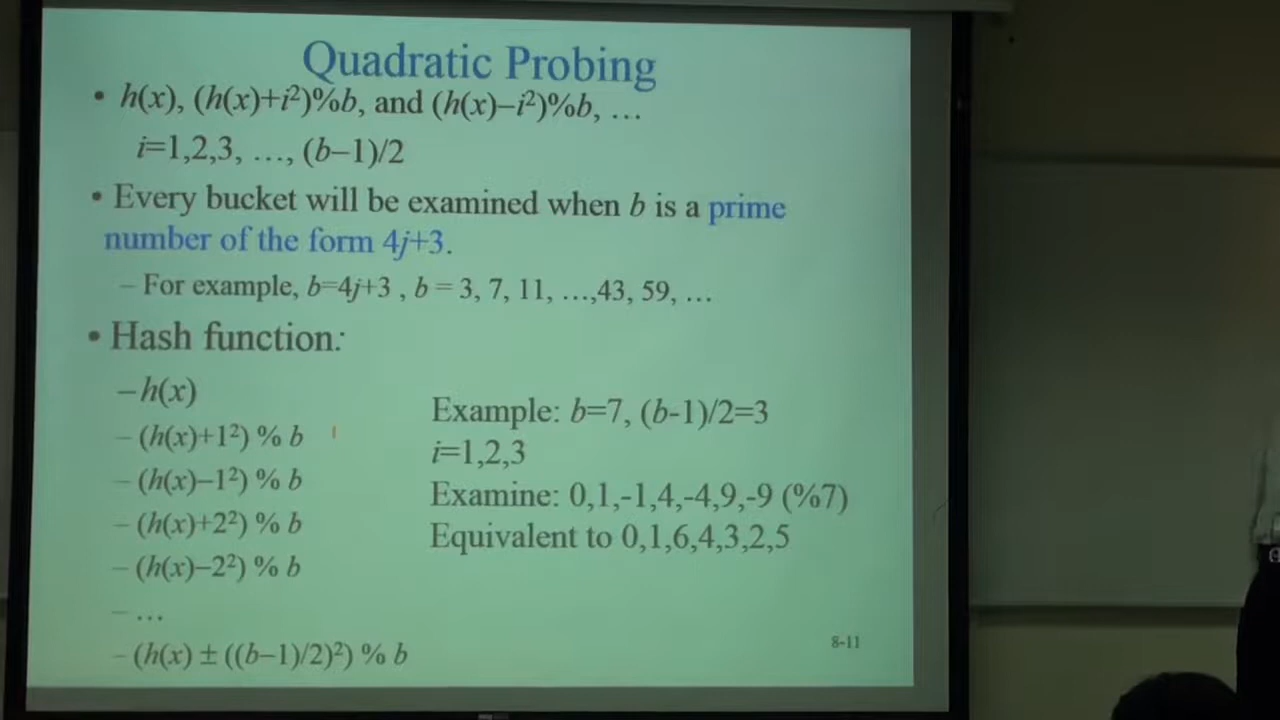 Quadratic Probing
• h(x), (h(x)+i²)%b, and (h(x)–i²)%b, …
i=1,2,3, …, (b–1)/2
• Every bucket will be examined when b is a prime
number of the form 4j+3.
– For example, b=4j+3 , b = 3, 7, 11, …,43, 59, …
• Hash function:
– h(x)
– (h(x)+1²) % b
– (h(x)–1²) % b
– (h(x)+2²) % b
– (h(x)–2²) % b
– …
– (h(x) ± ((b–1)/2)²) % b
Example: b=7, (b-1)/2=3
i=1,2,3
Examine: 0,1,-1,4,-4,9,-9 (%7)
Equivalent to 0,1,6,4,3,2,5
8-11